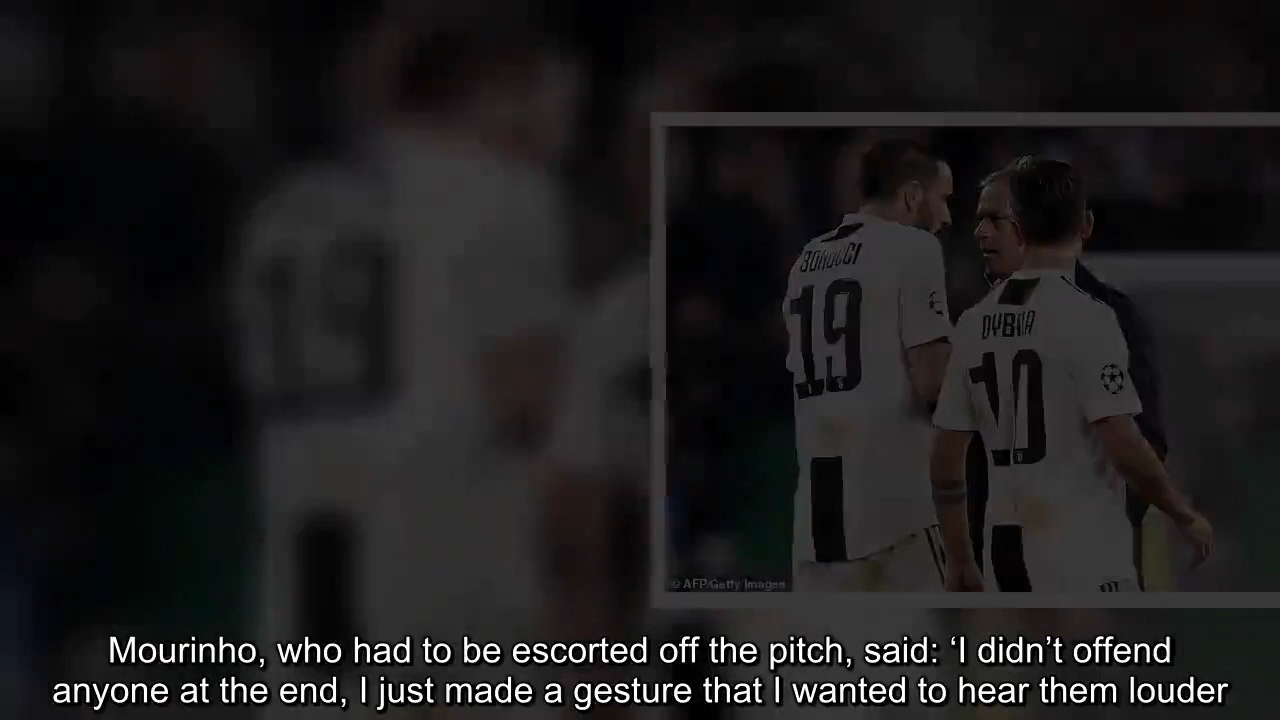 BONUCCI
19
DYBALA
10
© AFP/Getty Images
Mourinho, who had to be escorted off the pitch, said: ‘I didn’t offend
anyone at the end, I just made a gesture that I wanted to hear them louder